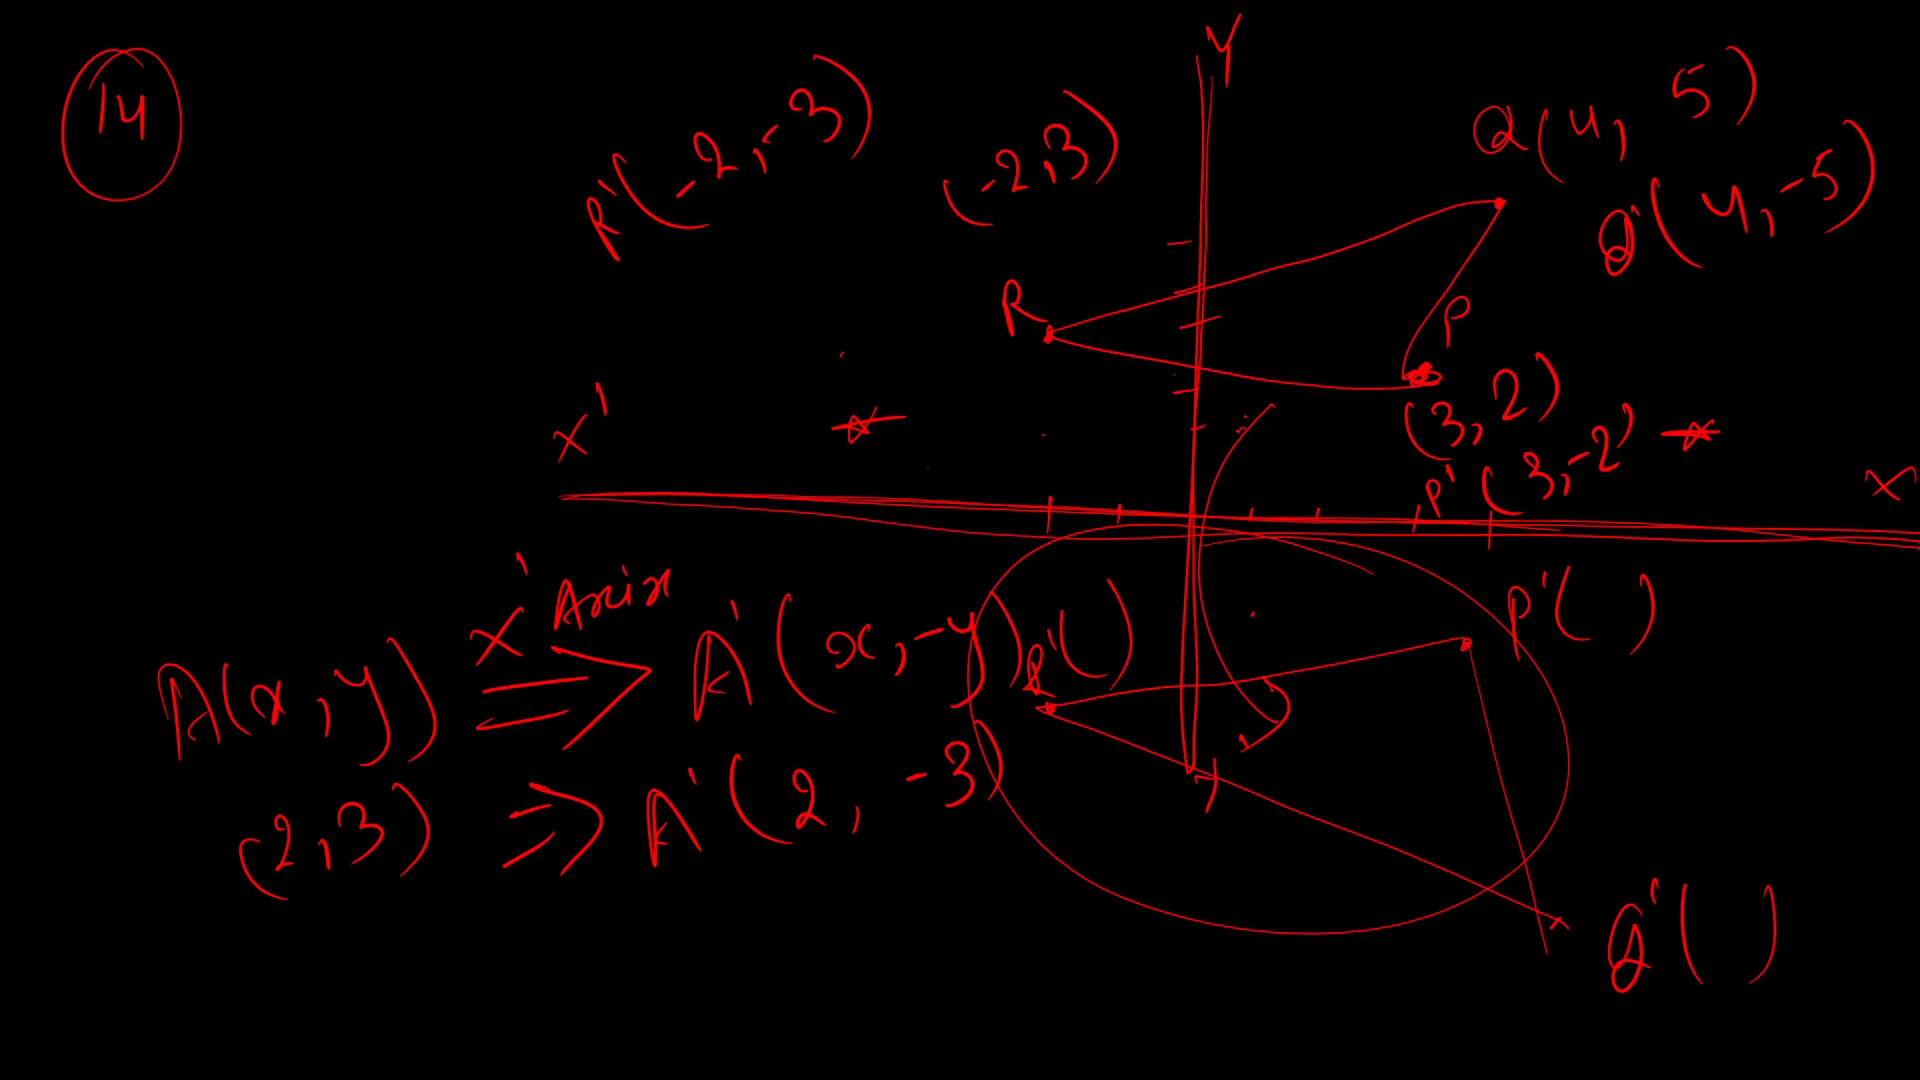 14
Y
R'(-2,-3)
(-2,3)
Q(4, 5)
Q'(4,-5)
R
P
(3,2)
P'(3,-2)
X'
X
P'( )
X' Axis
A(x,y) ⇒ A'(x,-y)
R'( )
(2,3) ⇒ A'(2, -3)
Q'( )